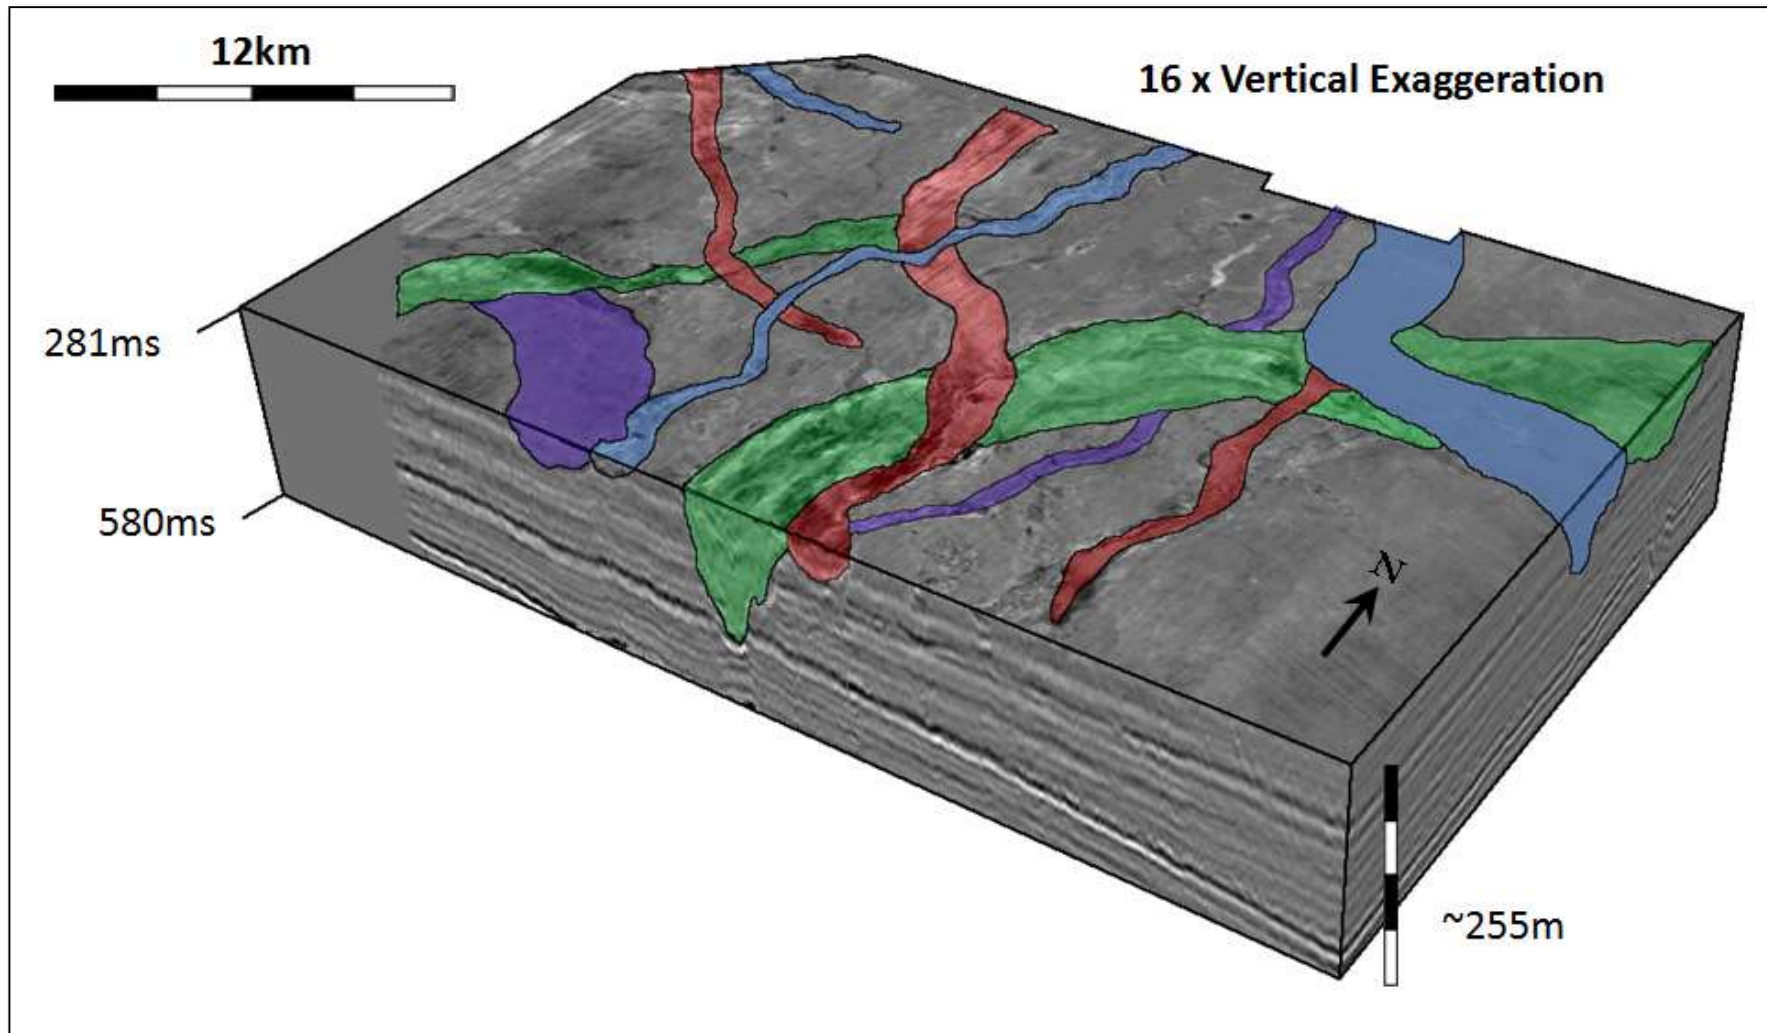 12km
16 x Vertical Exaggeration
281ms
580ms
N
~255m